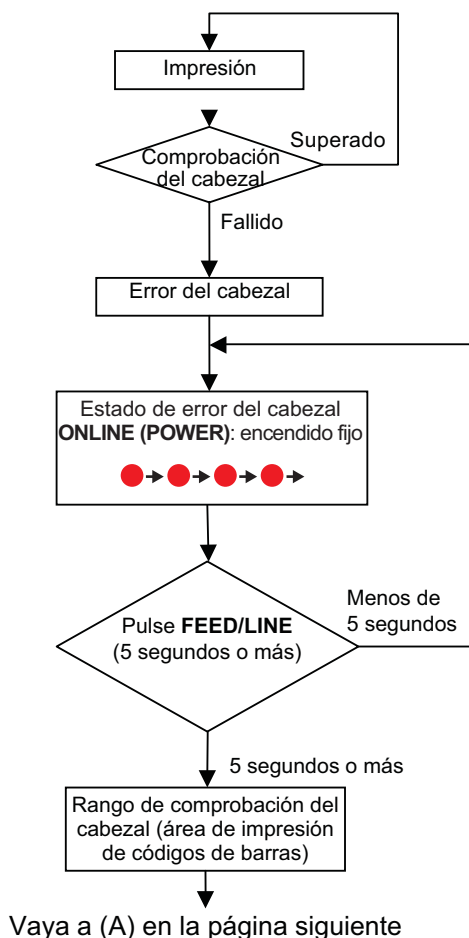 Impresión
Superado
Comprobación
del cabezal
Fallido
Error del cabezal
Estado de error del cabezal
ONLINE (POWER): encendido fijo
Menos de
5 segundos
Pulse FEED/LINE
(5 segundos o más)
5 segundos o más
Rango de comprobación del
cabezal (área de impresión
de códigos de barras)
Vaya a (A) en la página siguiente